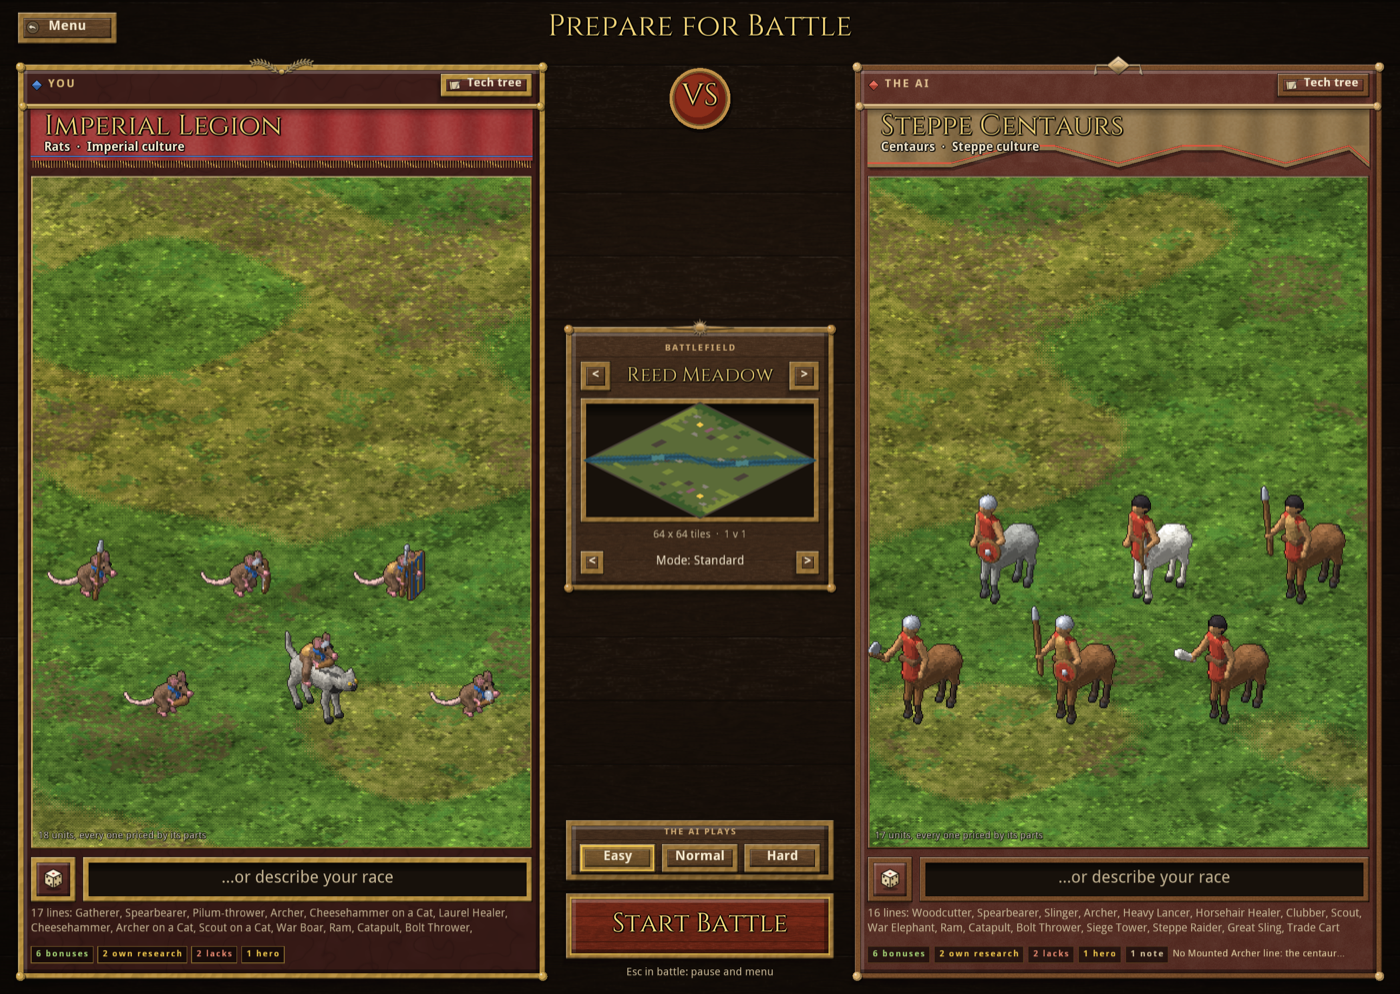 Menu
Prepare for Battle
YOU
Tech tree
VS
THE AI
Tech tree
Imperial Legion
Rats · Imperial culture
Steppe Centaurs
Centaurs · Steppe culture
BATTLEFIELD
<
Reed Meadow
>
64 x 64 tiles · 1 v 1
<
Mode: Standard
>
18 units, every one priced by its parts
17 units, every one priced by its parts
THE AI PLAYS
Easy
Normal
Hard
...or describe your race
...or describe your race
17 lines: Gatherer, Spearbearer, Pilum-thrower, Archer, Cheesehammer on a Cat, Laurel Healer,
Cheesehammer, Archer on a Cat, Scout on a Cat, War Boar, Ram, Catapult, Bolt Thrower,
6 bonuses
2 own research
2 lacks
1 hero
Start Battle
Esc in battle: pause and menu
16 lines: Woodcutter, Spearbearer, Slinger, Archer, Heavy Lancer, Horsehair Healer, Clubber, Scout,
War Elephant, Ram, Catapult, Bolt Thrower, Siege Tower, Steppe Raider, Great Sling, Trade Cart
6 bonuses
2 own research
2 lacks
1 hero
1 note
No Mounted Archer line: the centaur...